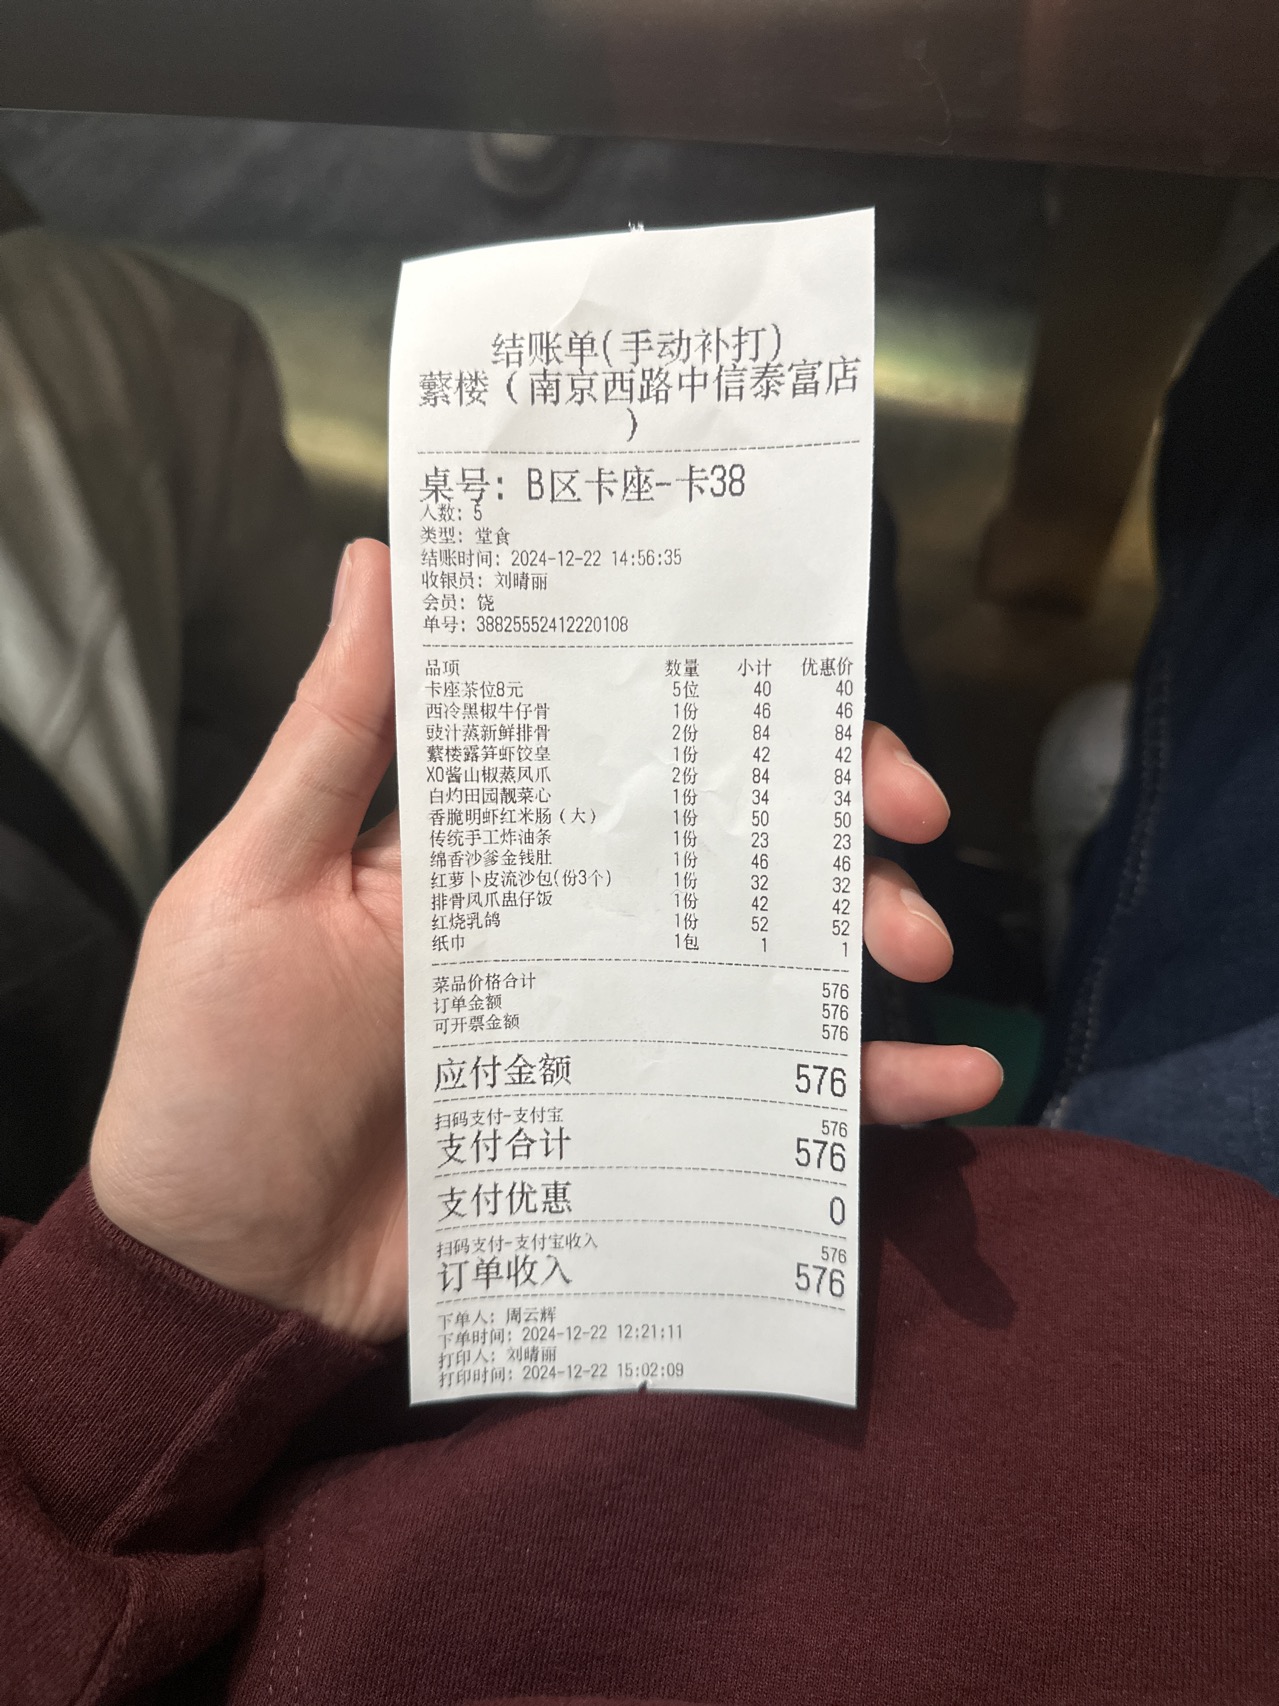 结账单(手动补打)
蘩楼（南京西路中信泰富店
）
桌号: B区卡座-卡38
人数: 5
类型: 堂食
结账时间: 2024-12-22 14:56:35
收银员: 刘晴丽
会员: 饶
单号: 38825552412220108
品项 数量 小计 优惠价
卡座茶位8元 5位 40 40
西冷黑椒牛仔骨 1份 46 46
豉汁蒸新鲜排骨 2份 84 84
蘩楼露笋虾饺皇 1份 42 42
XO酱山椒蒸凤爪 2份 84 84
白灼田园靓菜心 1份 34 34
香脆明虾红米肠（大） 1份 50 50
传统手工炸油条 1份 23 23
绵香沙爹金钱肚 1份 46 46
红萝卜皮流沙包(份3个) 1份 32 32
排骨凤爪盅仔饭 1份 42 42
红烧乳鸽 1份 52 52
纸巾 1包 1 1
菜品价格合计 576
订单金额 576
可开票金额 576
应付金额 576
扫码支付-支付宝 576
支付合计 576
支付优惠 0
扫码支付-支付宝收入 576
订单收入 576
下单人: 周云辉
下单时间: 2024-12-22 12:21:11
打印人: 刘晴丽
打印时间: 2024-12-22 15:02:09